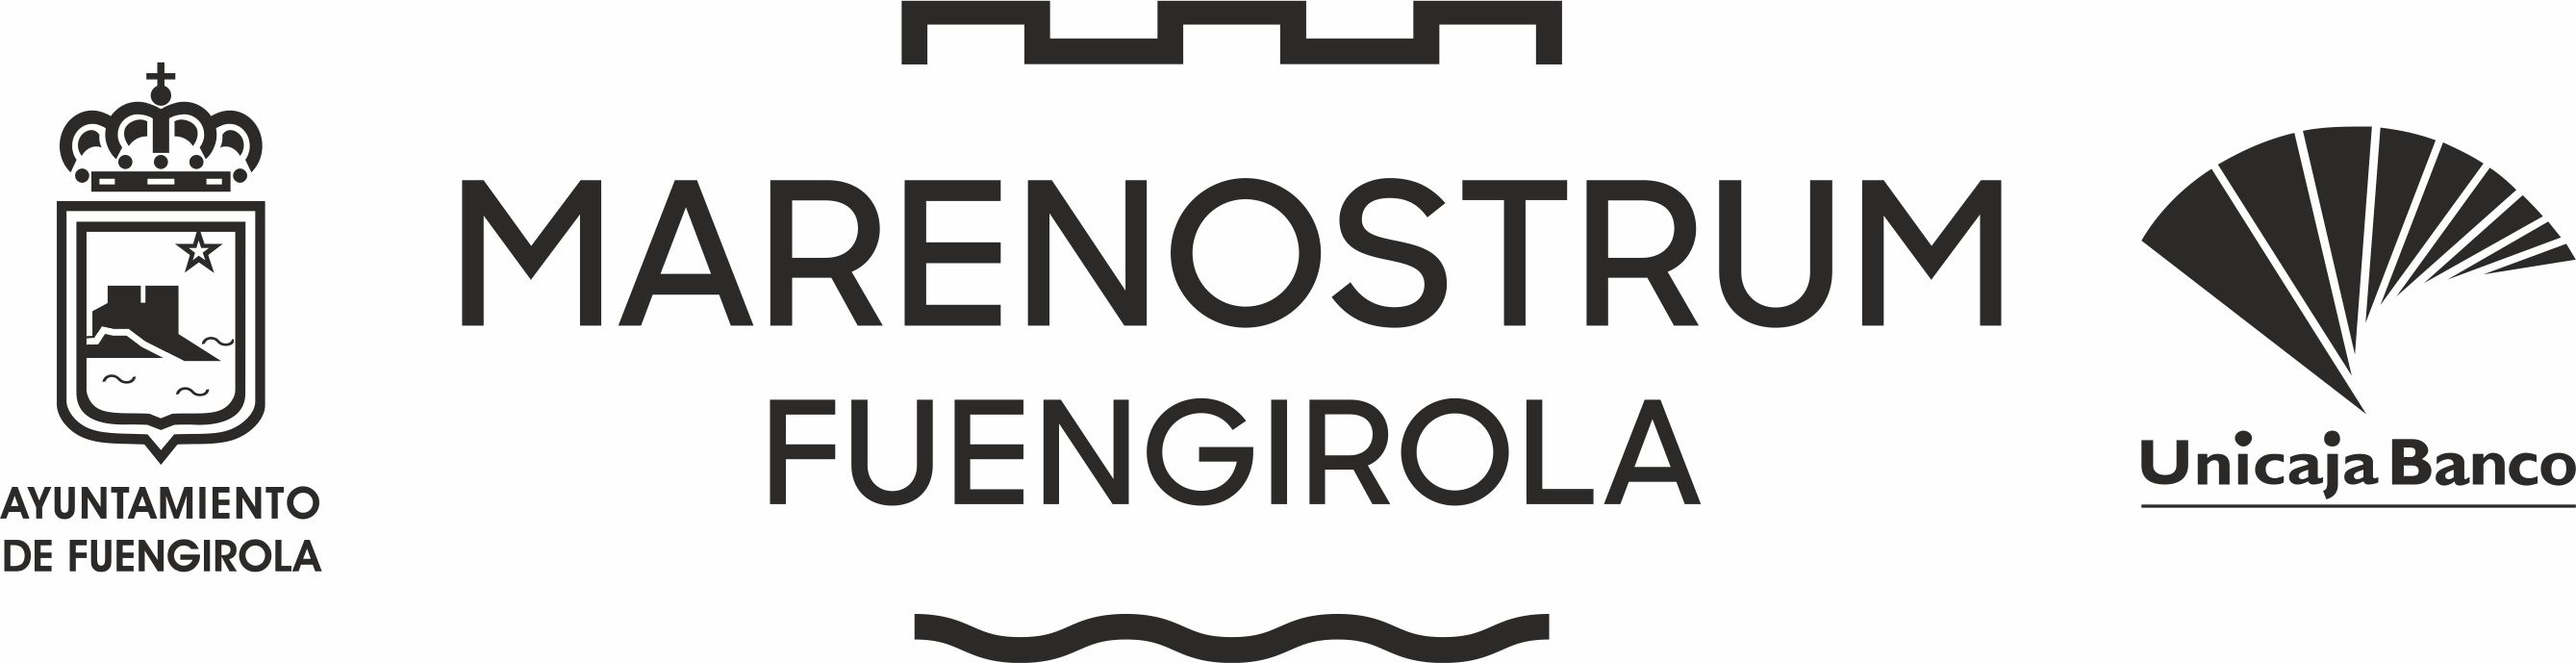 AYUNTAMIENTO
DE FUENGIROLA
MARENOSTRUM
FUENGIROLA
Unicaja Banco